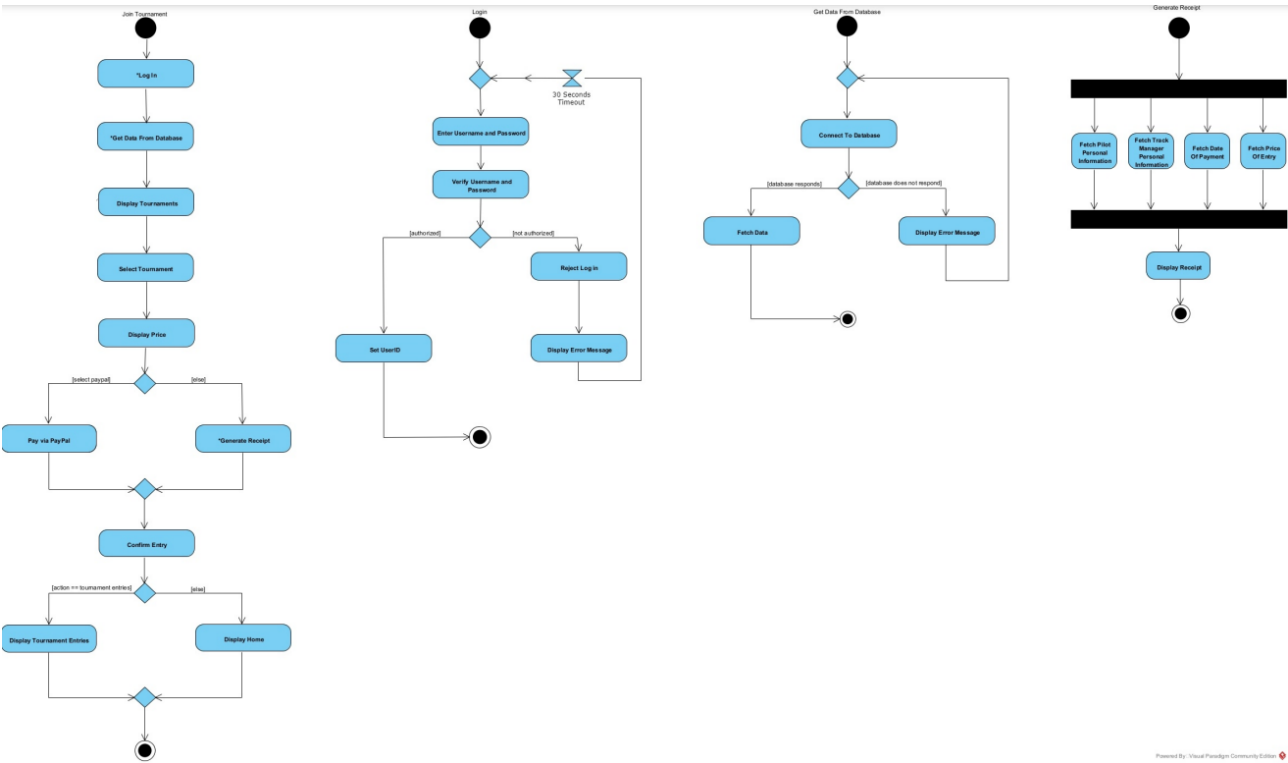 Join Tournament
*Log In
*Get Data From Database
Display Tournaments
Select Tournament
Display Price
[select paypal]
[else]
Pay via PayPal
*Generate Receipt
Confirm Entry
[action == tournament entries]
[else]
Display Tournament Entries
Display Home
Login
30 Seconds
Timeout
Enter Username and Password
Verify Username and
Password
[authorized]
[not authorized]
Reject Log in
Set UserID
Display Error Message
Get Data From Database
Connect To Database
[database responds]
[database does not respond]
Fetch Data
Display Error Message
Generate Receipt
Fetch Pilot
Personal
Information
Fetch Track
Manager
Personal
Information
Fetch Date
Of Payment
Fetch Price
Of Entry
Display Receipt
Powered By: Visual Paradigm Community Edition